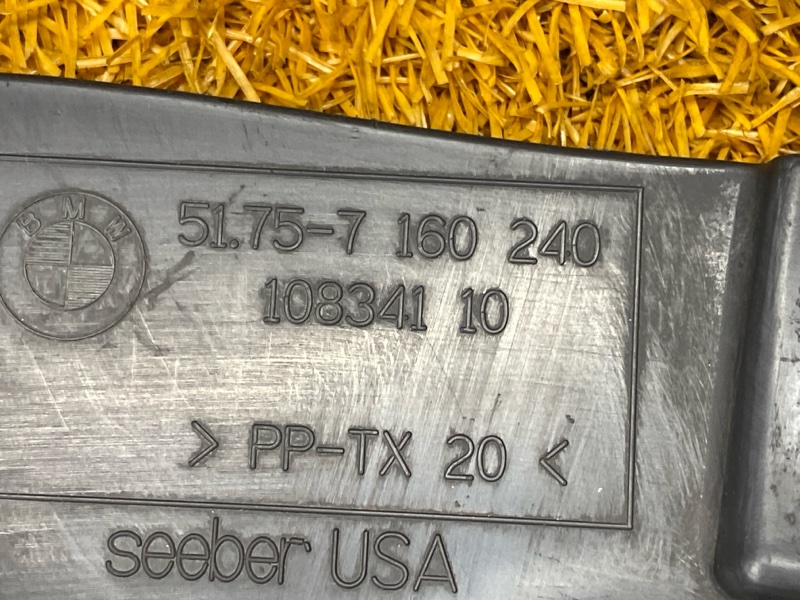 BMW
51.75-7 160 240
108341 10
> PP-TX 20 <
seeber USA